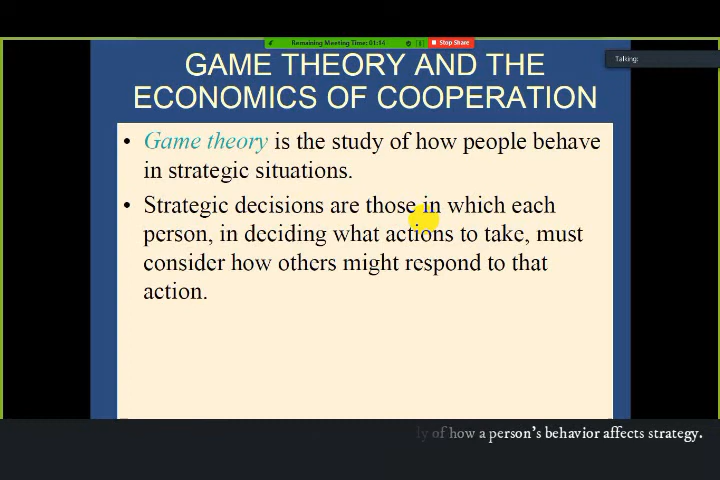 Remaining Meeting Time: 01:14
Stop Share
Talking:
GAME THEORY AND THE
ECONOMICS OF COOPERATION
• Game theory is the study of how people behave
in strategic situations.
• Strategic decisions are those in which each
person, in deciding what actions to take, must
consider how others might respond to that
action.
of how a person's behavior affects strategy.